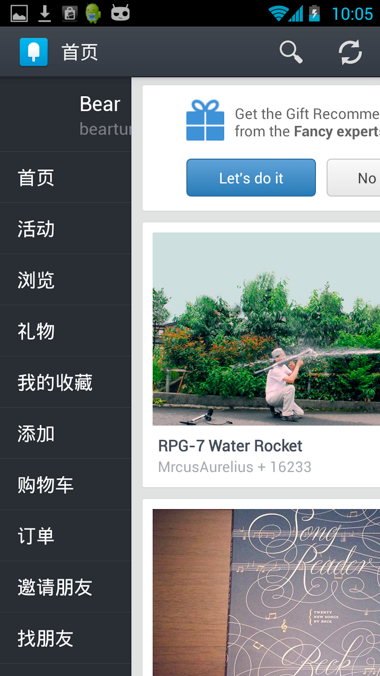 10:05
首页
Bear
beartur
首页
活动
浏览
礼物
我的收藏
添加
购物车
订单
邀请朋友
找朋友
Get the Gift Recomme
from the Fancy expert
Let's do it
No
RPG-7 Water Rocket
MrcusAurelius + 16233
Song
Reader
TWENTY
NEW SONGS
BY BECK